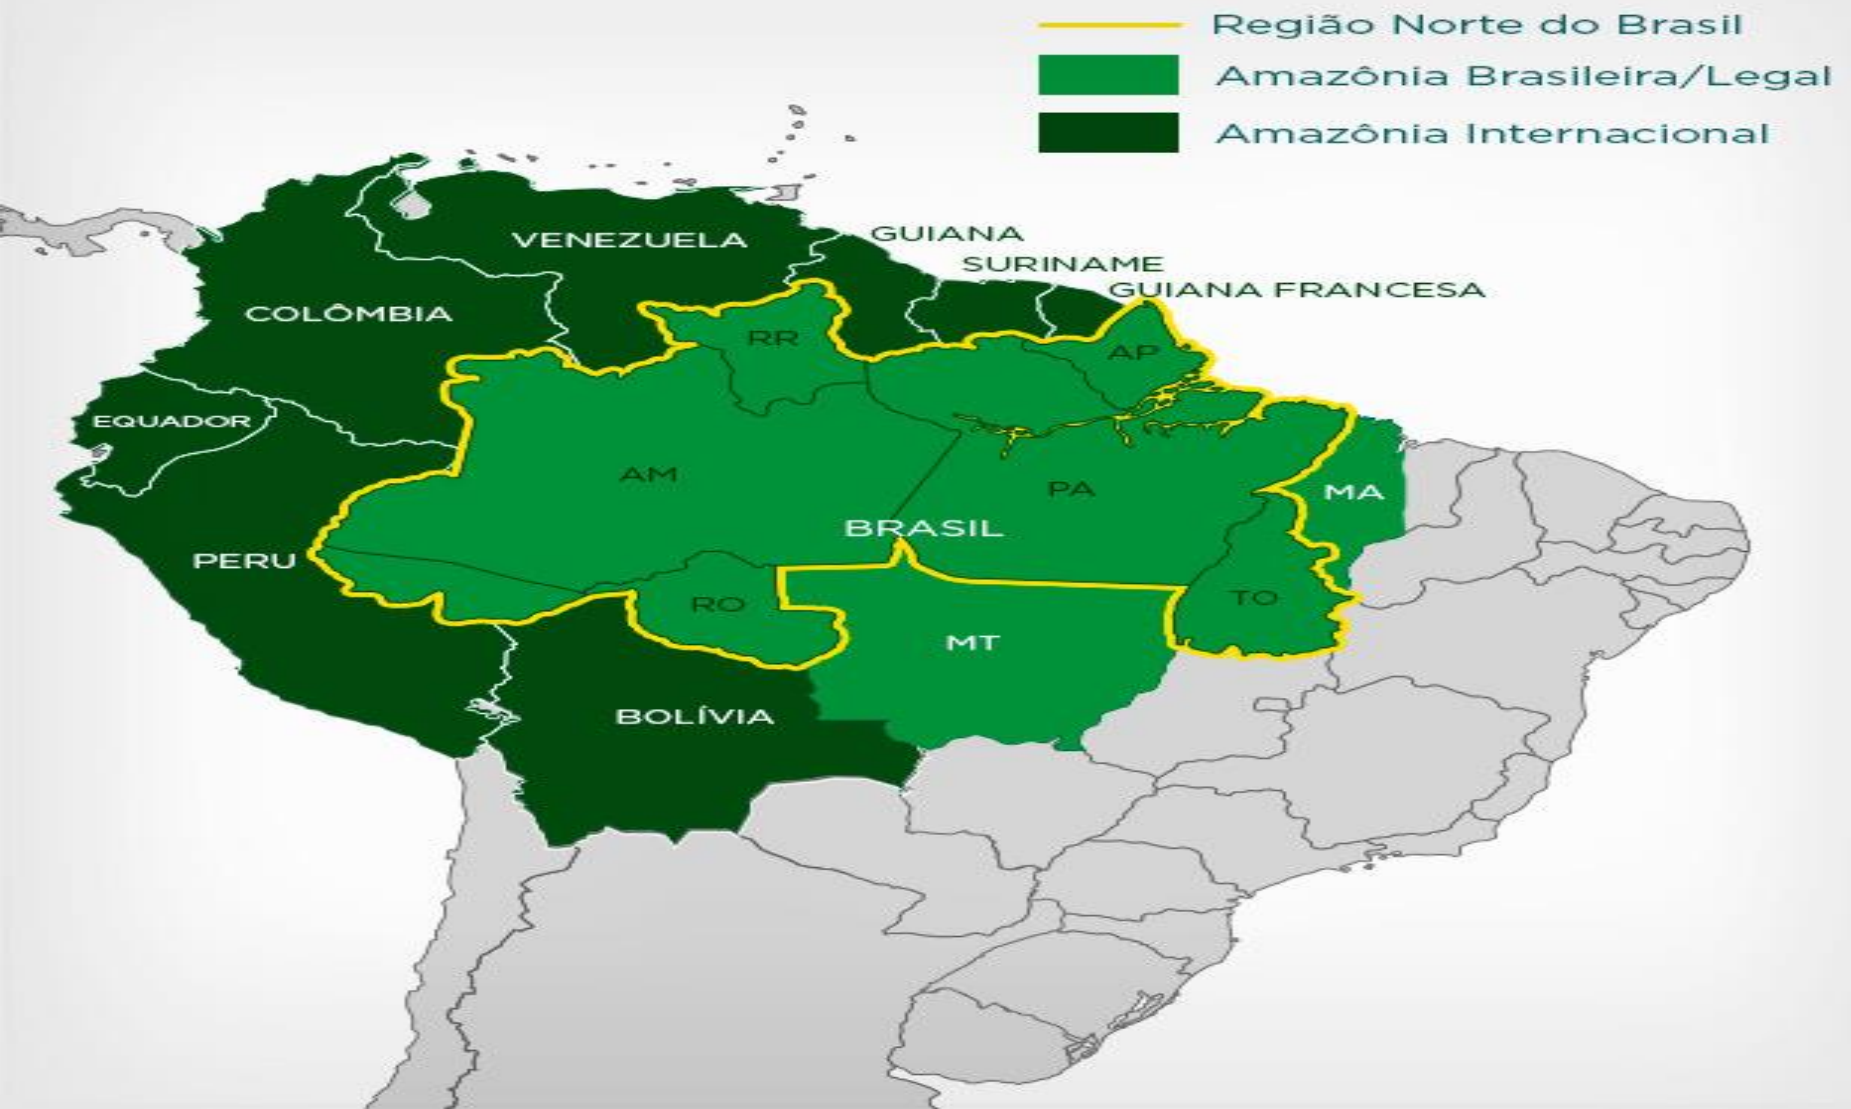 Região Norte do Brasil
Amazônia Brasileira/Legal
Amazônia Internacional
VENEZUELA
GUIANA
SURINAME
GUIANA FRANCESA
COLÔMBIA
RR
AP
EQUADOR
AM
PA
MA
BRASIL
PERU
RO
TO
MT
BOLÍVIA